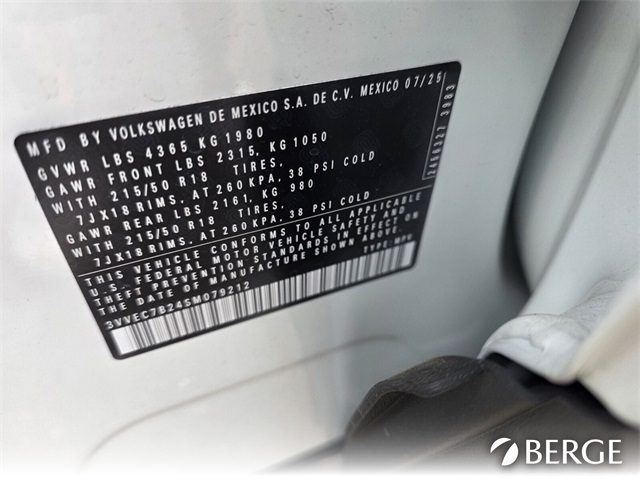 MFD BY VOLKSWAGEN DE MEXICO S.A. DE C.V. MEXICO 07/25
GVWR LBS 4365 KG 1980
GAWR FRONT LBS 2315, KG 1050
WITH 215/50 R18 TIRES.
7JX18 RIMS. AT 260 KPA, 38 PSI COLD
GAWR REAR LBS 2161, KG 980
WITH 215/50 R18 TIRES.
7JX18 RIMS. AT 260 KPA, 38 PSI COLD
THIS VEHICLE CONFORMS TO ALL APPLICABLE
U.S. FEDERAL MOTOR VEHICLE SAFETY AND
THEFT PREVENTION STANDARDS IN EFFECT ON
THE DATE OF MANUFACTURE SHOWN ABOVE.
3VVEC7B24SM079212 TYPE: MPV
3083
BERGE